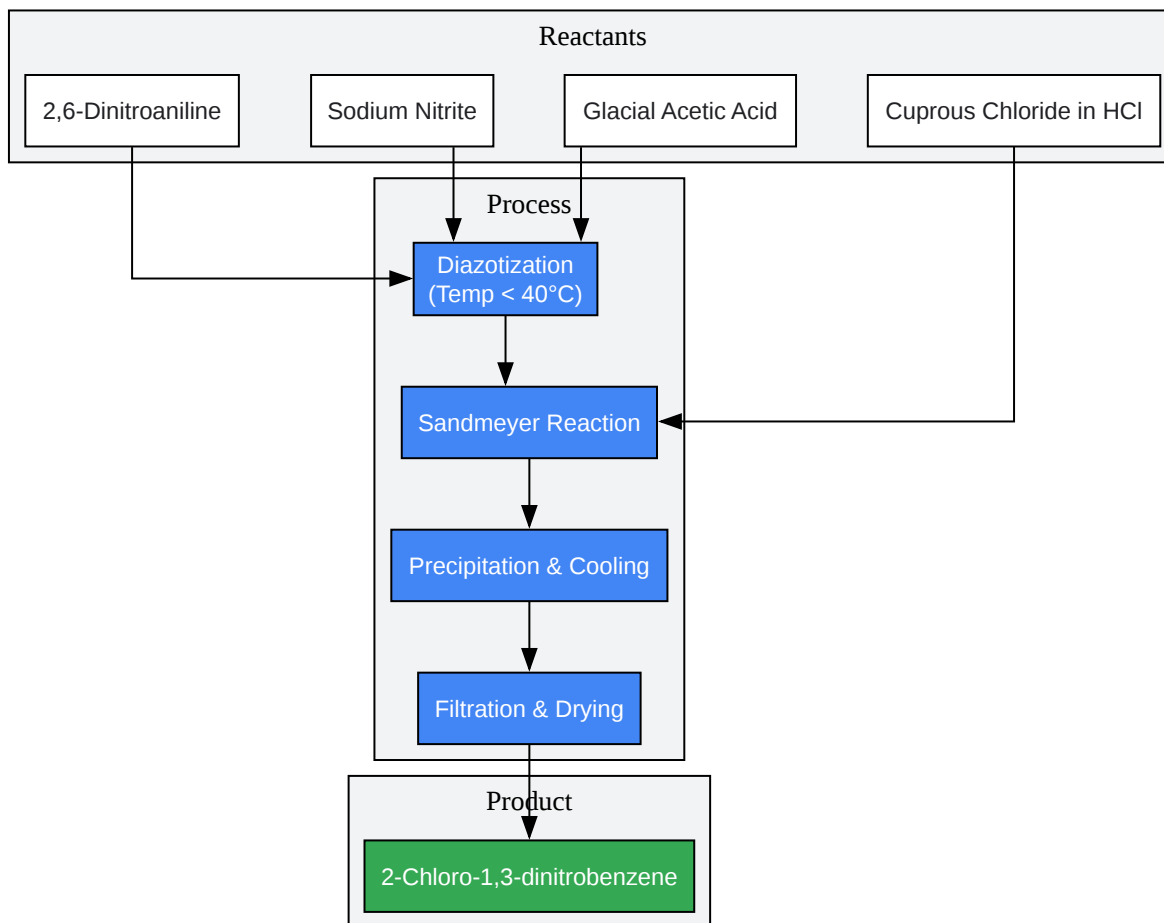 Reactants
2,6-Dinitroaniline
Sodium Nitrite
Glacial Acetic Acid
Cuprous Chloride in HCl
Process
Diazotization
(Temp < 40°C)
Sandmeyer Reaction
Precipitation & Cooling
Filtration & Drying
Product
2-Chloro-1,3-dinitrobenzene